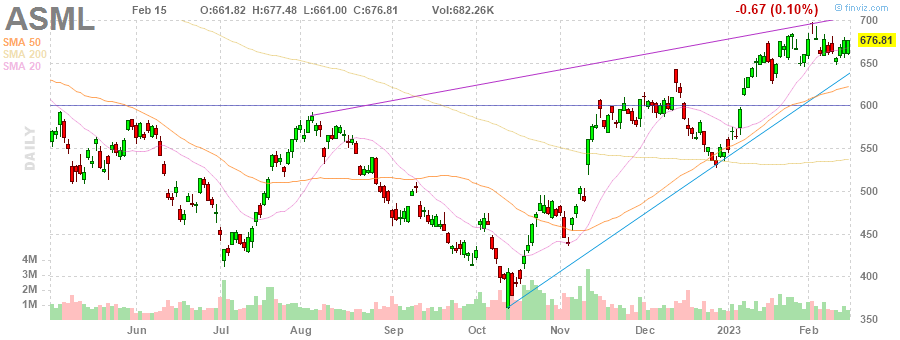 ASML Feb 15 O:661.82 H:677.48 L:661.00 C:676.81 Vol:682.26K -0.67 (0.10%) © finviz.com
SMA 50
SMA 200
SMA 20
DAILY
700
676.81
650
600
550
500
450
400
350
4M
3M
2M
1M
Jun Jul Aug Sep Oct Nov Dec 2023 Feb